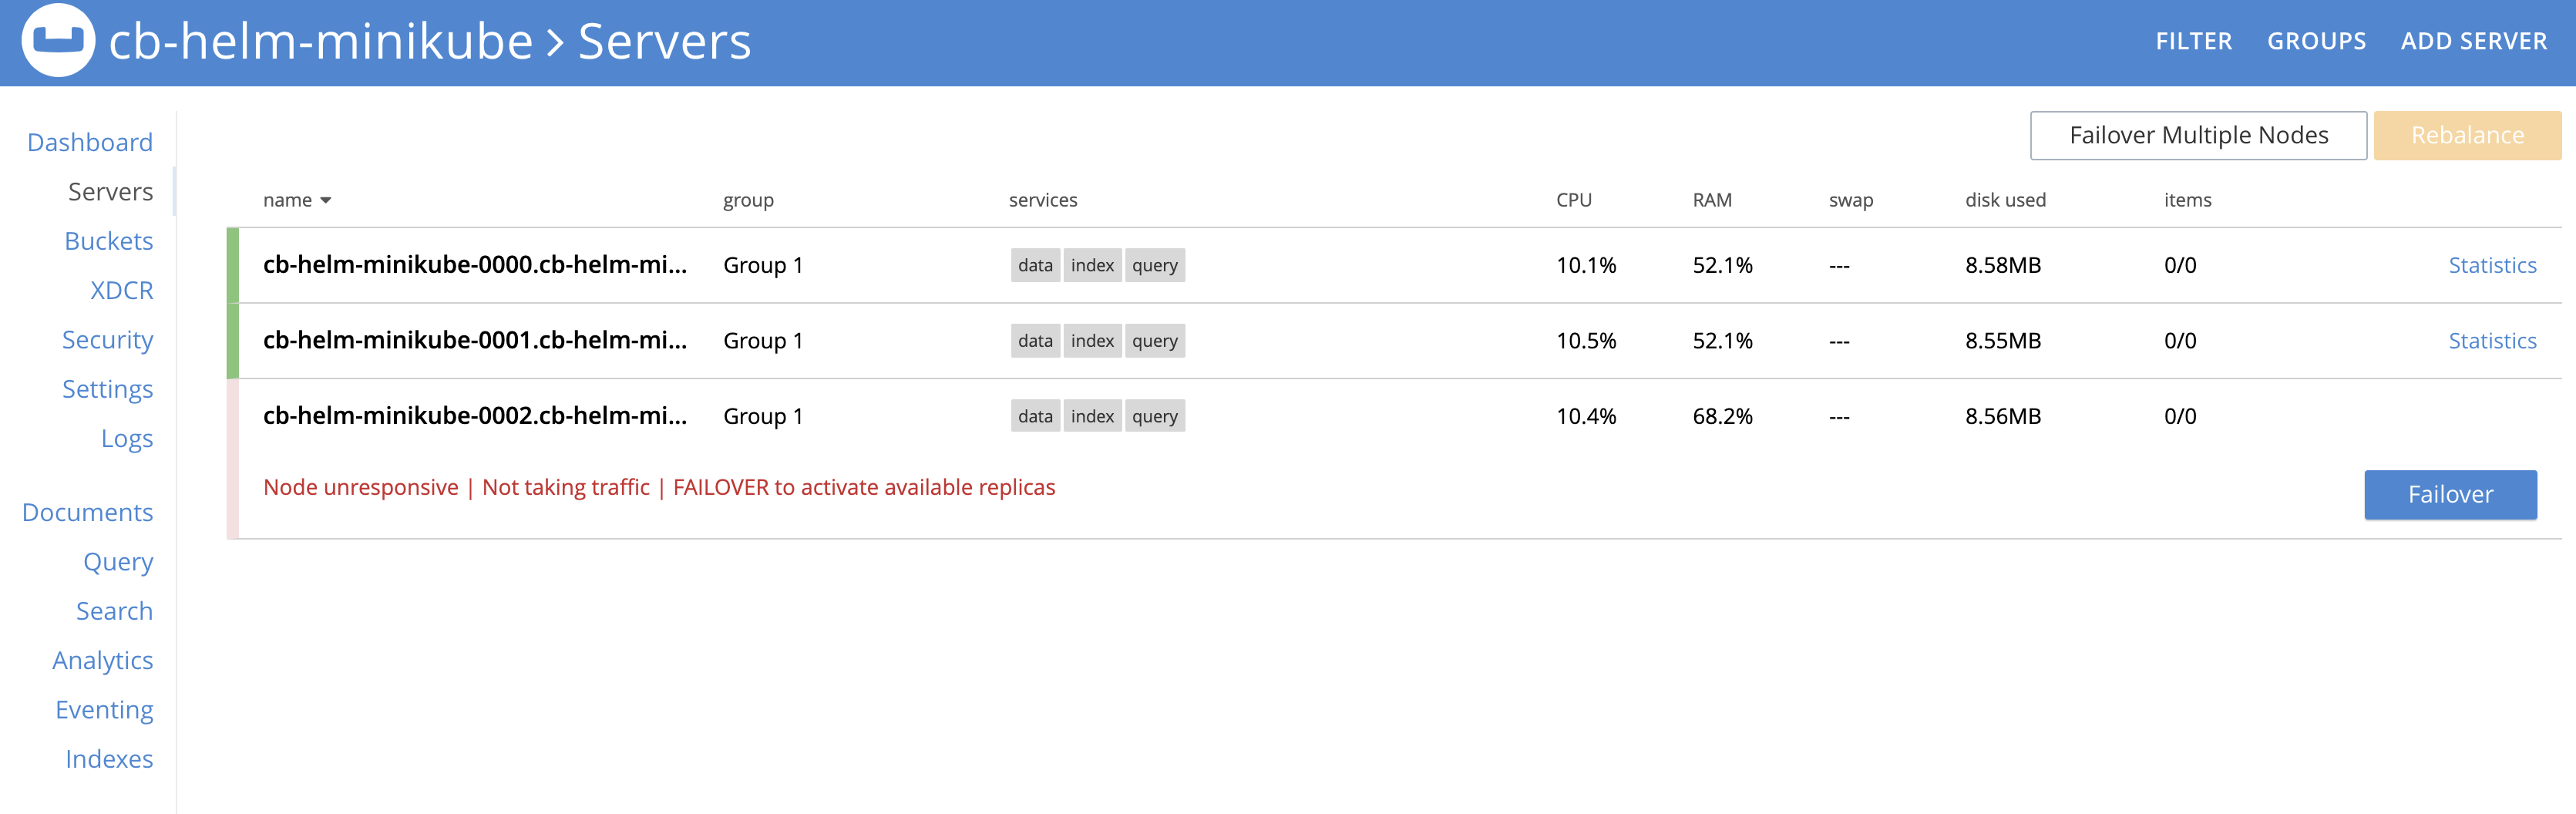 cb-helm-minikube > Servers
FILTER GROUPS ADD SERVER
Dashboard
Servers
Buckets
XDCR
Security
Settings
Logs
Documents
Query
Search
Analytics
Eventing
Indexes
Failover Multiple Nodes Rebalance
name group services CPU RAM swap disk used items
cb-helm-minikube-0000.cb-helm-mi... Group 1 data index query 10.1% 52.1% --- 8.58MB 0/0 Statistics
cb-helm-minikube-0001.cb-helm-mi... Group 1 data index query 10.5% 52.1% --- 8.55MB 0/0 Statistics
cb-helm-minikube-0002.cb-helm-mi... Group 1 data index query 10.4% 68.2% --- 8.56MB 0/0
Node unresponsive | Not taking traffic | FAILOVER to activate available replicas
Failover